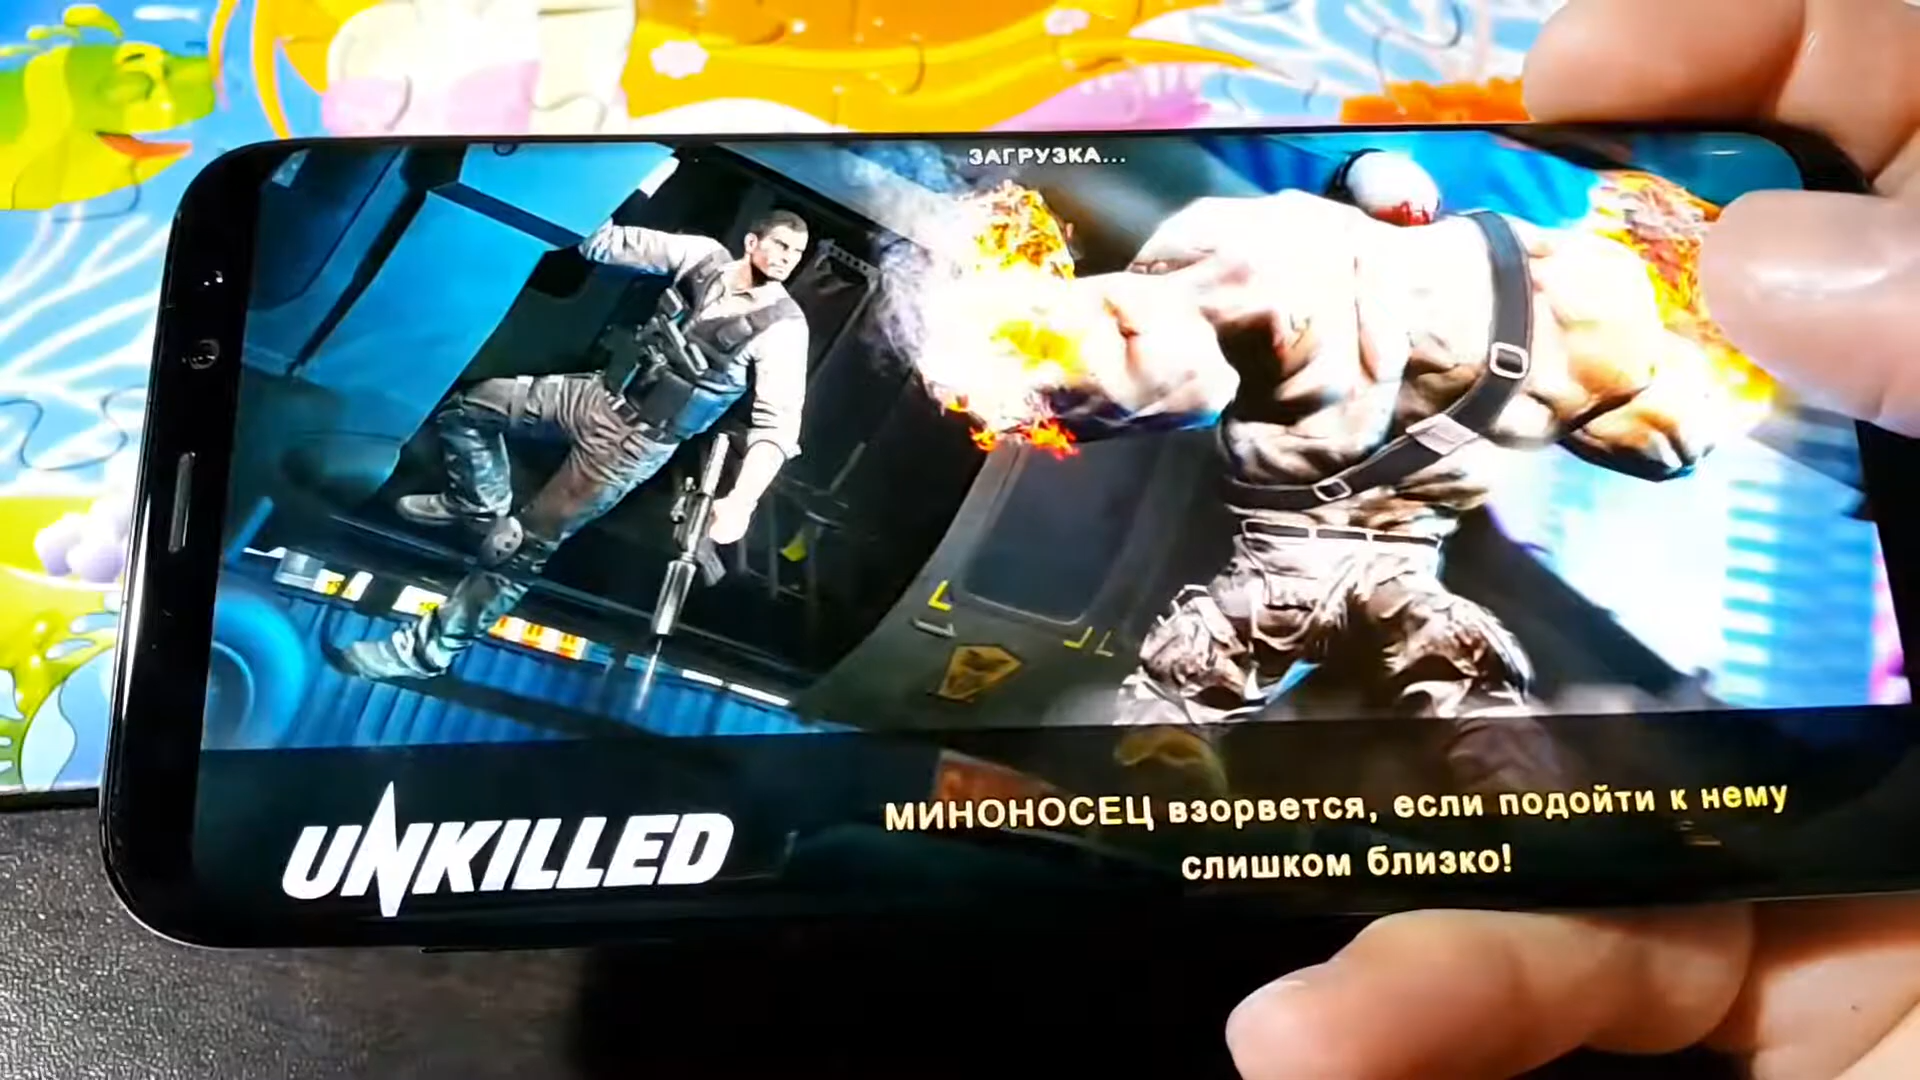 ЗАГРУЗКА...
UNKILLED
МИНОНОСЕЦ взорвется, если подойти к нему
слишком близко!